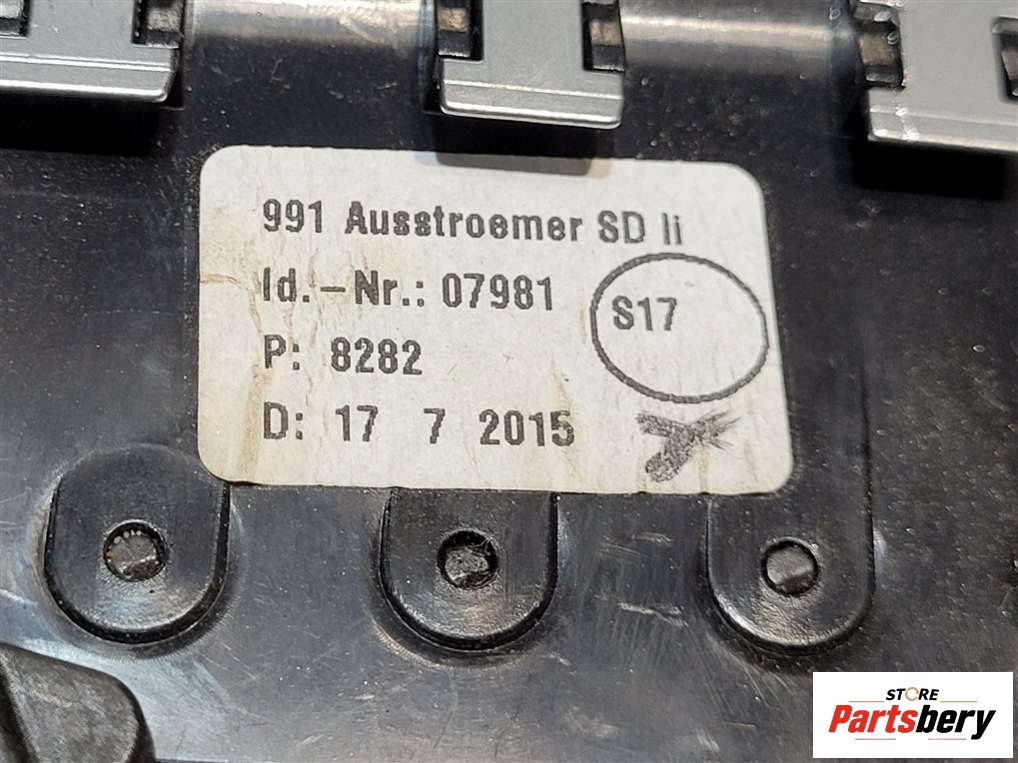 991 Ausstroemer SD li
Id.-Nr.: 07981
S17
P: 8282
D: 17 7 2015
STORE
Partsbery